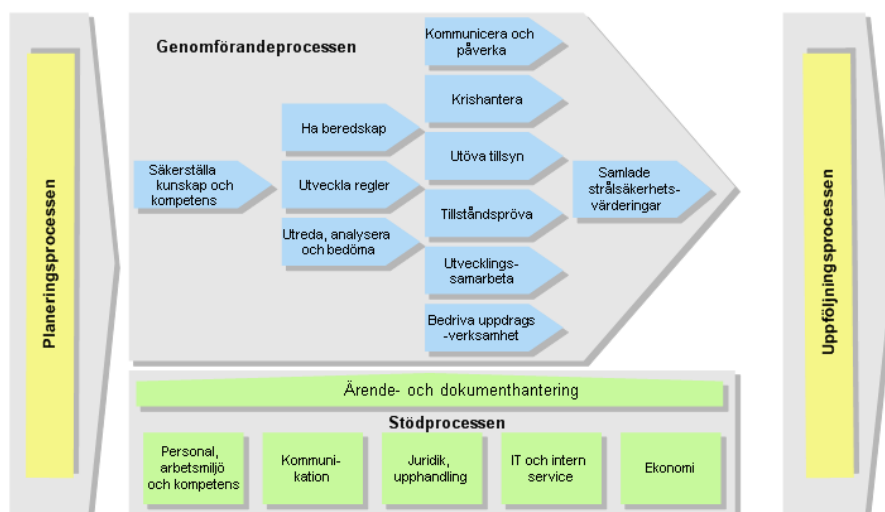 Planeringsprocessen
Genomförandeprocessen
Säkerställa
kunskap och
kompetens
Ha beredskap
Utveckla regler
Utreda, analysera
och bedöma
Kommunicera och
påverka
Krishantera
Utöva tillsyn
Tillståndspröva
Utvecklings-
samarbeta
Bedriva uppdrags
-verksamhet
Samlade
strålsäkerhets-
värderingar
Ärende- och dokumenthantering
Stödprocessen
Personal,
arbetsmiljö
och kompetens
Kommuni-
kation
Juridik,
upphandling
IT och intern
service
Ekonomi
Uppföljningsprocessen